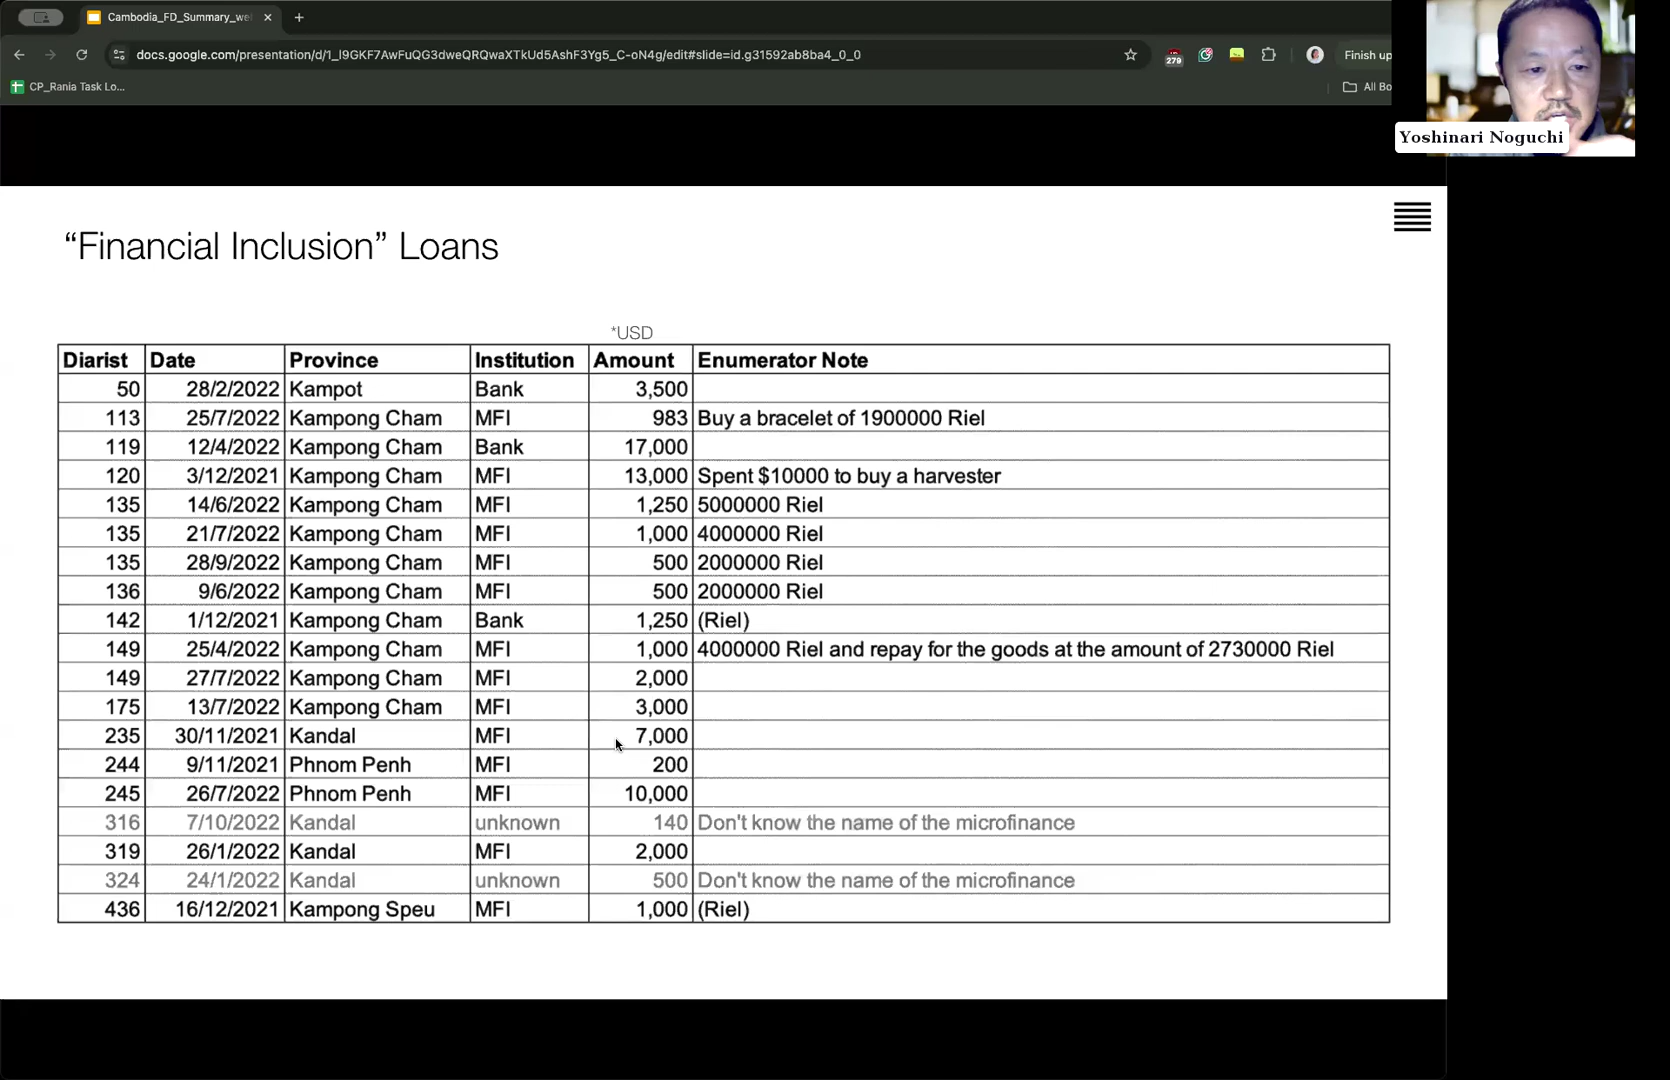 Cambodia_FD_Summary_we
docs.google.com/presentation/d/1_l9GKF7AwFuQG3dweQRQwaXTkUd5AshF3Yg5_C-oN4g/edit#slide=id.g31592ab8ba4_0_0
279
Finish up
CP_Rania Task Lo...
All Bo
Yoshinari Noguchi
“Financial Inclusion” Loans
*USD
Diarist Date Province Institution Amount Enumerator Note
50 28/2/2022 Kampot Bank 3,500
113 25/7/2022 Kampong Cham MFI 983 Buy a bracelet of 1900000 Riel
119 12/4/2022 Kampong Cham Bank 17,000
120 3/12/2021 Kampong Cham MFI 13,000 Spent $10000 to buy a harvester
135 14/6/2022 Kampong Cham MFI 1,250 5000000 Riel
135 21/7/2022 Kampong Cham MFI 1,000 4000000 Riel
135 28/9/2022 Kampong Cham MFI 500 2000000 Riel
136 9/6/2022 Kampong Cham MFI 500 2000000 Riel
142 1/12/2021 Kampong Cham Bank 1,250 (Riel)
149 25/4/2022 Kampong Cham MFI 1,000 4000000 Riel and repay for the goods at the amount of 2730000 Riel
149 27/7/2022 Kampong Cham MFI 2,000
175 13/7/2022 Kampong Cham MFI 3,000
235 30/11/2021 Kandal MFI 7,000
244 9/11/2021 Phnom Penh MFI 200
245 26/7/2022 Phnom Penh MFI 10,000
316 7/10/2022 Kandal unknown 140 Don't know the name of the microfinance
319 26/1/2022 Kandal MFI 2,000
324 24/1/2022 Kandal unknown 500 Don't know the name of the microfinance
436 16/12/2021 Kampong Speu MFI 1,000 (Riel)